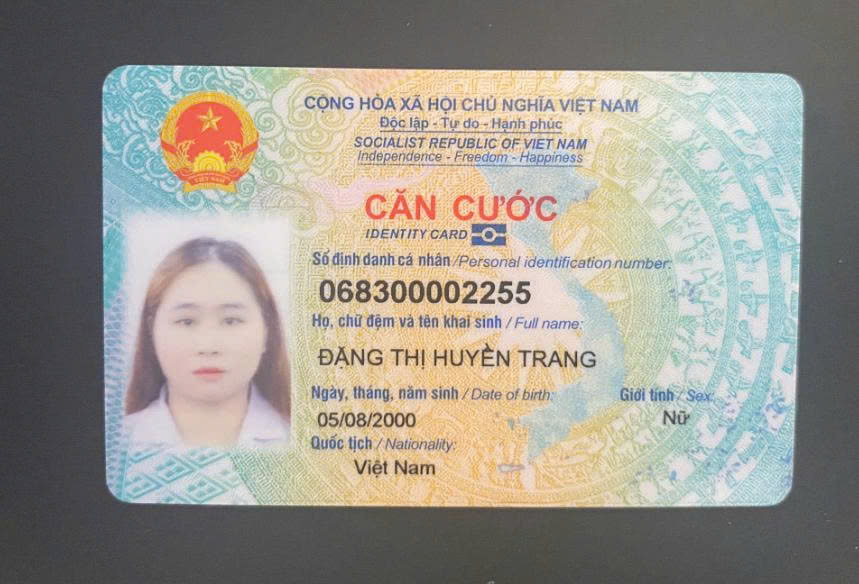 CỘNG HÒA XÃ HỘI CHỦ NGHĨA VIỆT NAM
Độc lập - Tự do - Hạnh phúc
SOCIALIST REPUBLIC OF VIET NAM
Independence - Freedom - Happiness
CĂN CƯỚC
IDENTITY CARD
Số định danh cá nhân /Personal identification number:
068300002255
Họ, chữ đệm và tên khai sinh / Full name:
ĐẶNG THỊ HUYỀN TRANG
Ngày, tháng, năm sinh / Date of birth: Giới tính / Sex:
05/08/2000 Nữ
Quốc tịch / Nationality:
Việt Nam
VIỆT NAM